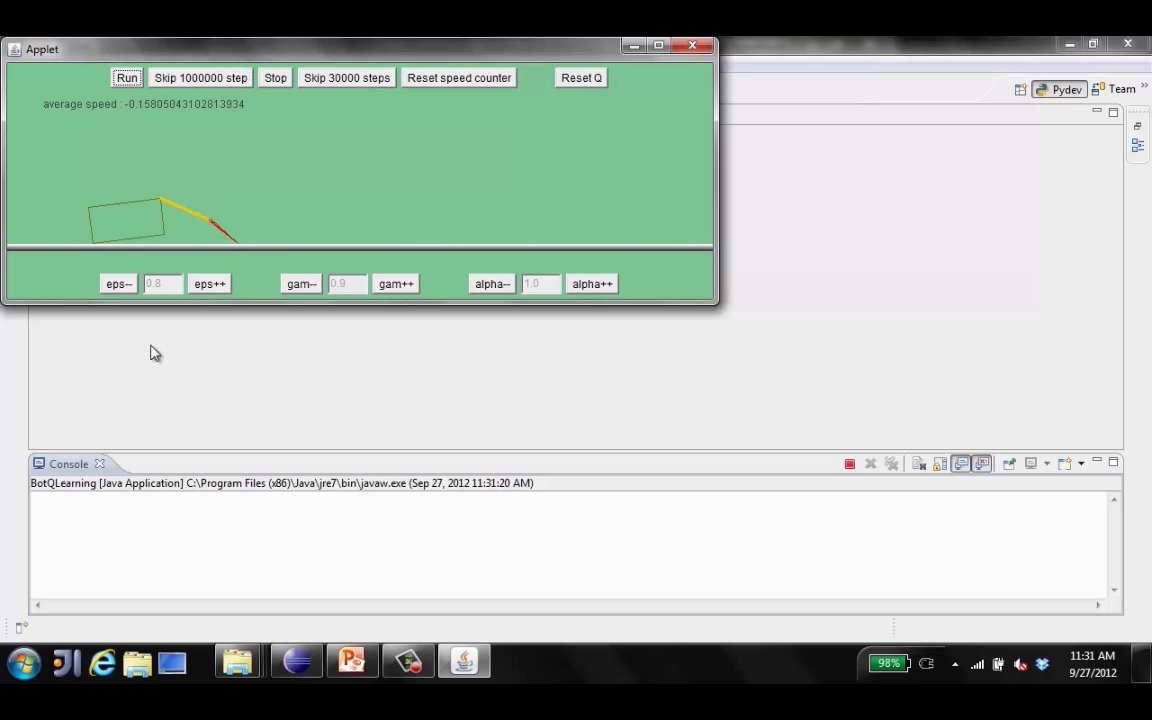 Applet
Run
Skip 1000000 step
Stop
Skip 30000 steps
Reset speed counter
Reset Q
average speed : -0.15805043102813934
eps--
0.8
eps++
gam--
0.9
gam++
alpha--
1.0
alpha++
Pydev
Team
Console
BotQLearning [Java Application] C:\Program Files (x86)\Java\jre7\bin\javaw.exe (Sep 27, 2012 11:31:20 AM)
98%
11:31 AM
9/27/2012